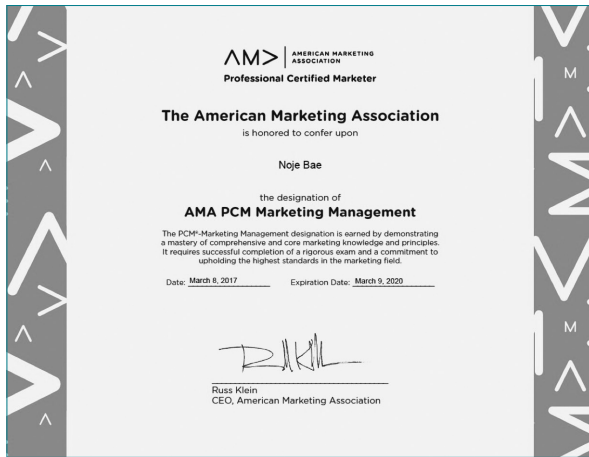 AMA AMERICAN MARKETING
ASSOCIATION
Professional Certified Marketer
The American Marketing Association
is honored to confer upon
Noje Bae
the designation of
AMA PCM Marketing Management
The PCM®-Marketing Management designation is earned by demonstrating
a mastery of comprehensive and core marketing knowledge and principles.
It requires successful completion of a rigorous exam and a commitment to
upholding the highest standards in the marketing field.
Date: March 8, 2017 Expiration Date: March 9, 2020
Russ Klein
CEO, American Marketing Association